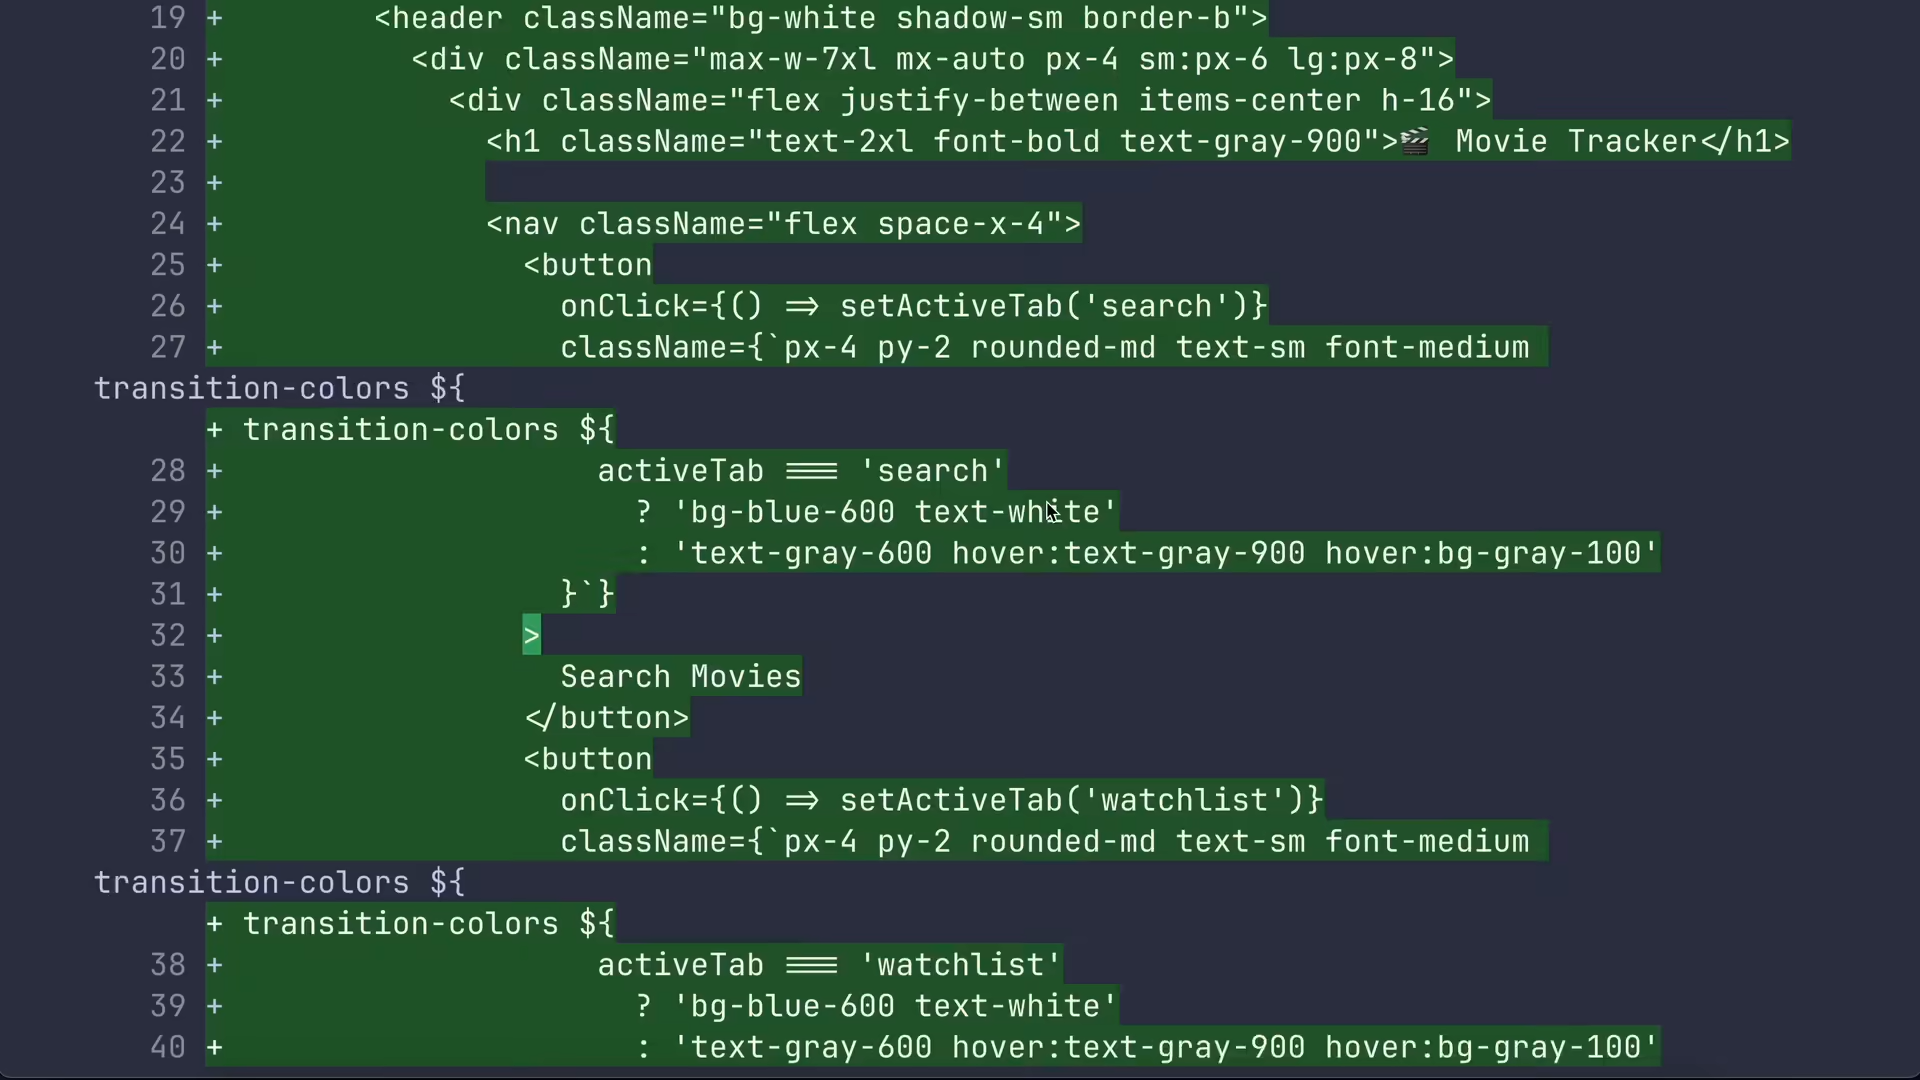 19 +        <header className="bg-white shadow-sm border-b">
20 +          <div className="max-w-7xl mx-auto px-4 sm:px-6 lg:px-8">
21 +            <div className="flex justify-between items-center h-16">
22 +              <h1 className="text-2xl font-bold text-gray-900">🎬 Movie Tracker</h1>
23 +
24 +              <nav className="flex space-x-4">
25 +                <button
26 +                  onClick={() => setActiveTab('search')}
27 +                  className={`px-4 py-2 rounded-md text-sm font-medium
transition-colors ${
+ transition-colors ${
28 +                    activeTab === 'search'
29 +                      ? 'bg-blue-600 text-white'
30 +                      : 'text-gray-600 hover:text-gray-900 hover:bg-gray-100'
31 +                  }`}
32 +                >
33 +                  Search Movies
34 +                </button>
35 +                <button
36 +                  onClick={() => setActiveTab('watchlist')}
37 +                  className={`px-4 py-2 rounded-md text-sm font-medium
transition-colors ${
+ transition-colors ${
38 +                    activeTab === 'watchlist'
39 +                      ? 'bg-blue-600 text-white'
40 +                      : 'text-gray-600 hover:text-gray-900 hover:bg-gray-100'